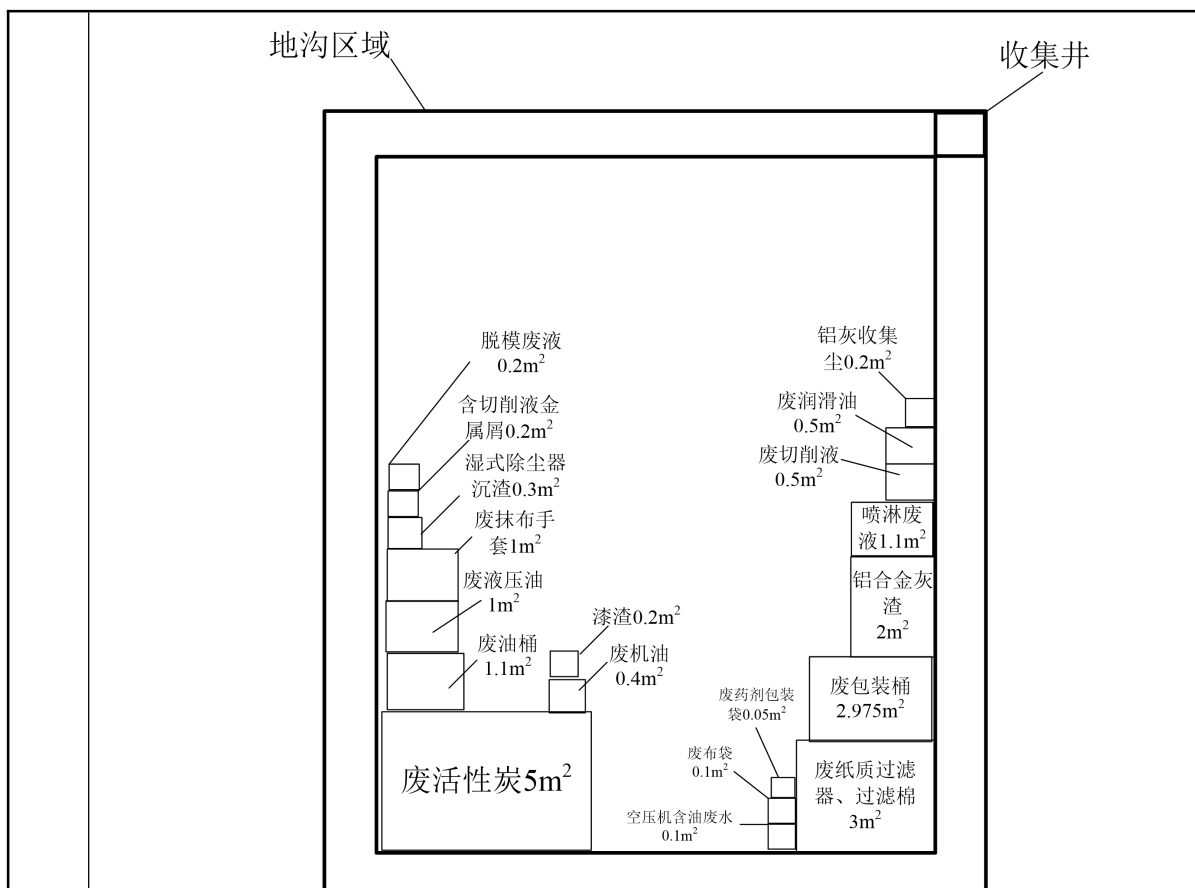 地沟区域
收集井
脱模废液
0.2m²
含切削液金
属屑0.2m²
湿式除尘器
沉渣0.3m²
废抹布手
套1m²
废液压油
1m²
废油桶
1.1m²
漆渣0.2m²
废机油
0.4m²
废活性炭5m²
铝灰收集
尘0.2m²
废润滑油
0.5m²
废切削液
0.5m²
喷淋废
液1.1m²
铝合金灰
渣
2m²
废包装桶
2.975m²
废药剂包装
袋0.05m²
废布袋
0.1m²
空压机含油废水
0.1m²
废纸质过滤
器、过滤棉
3m²